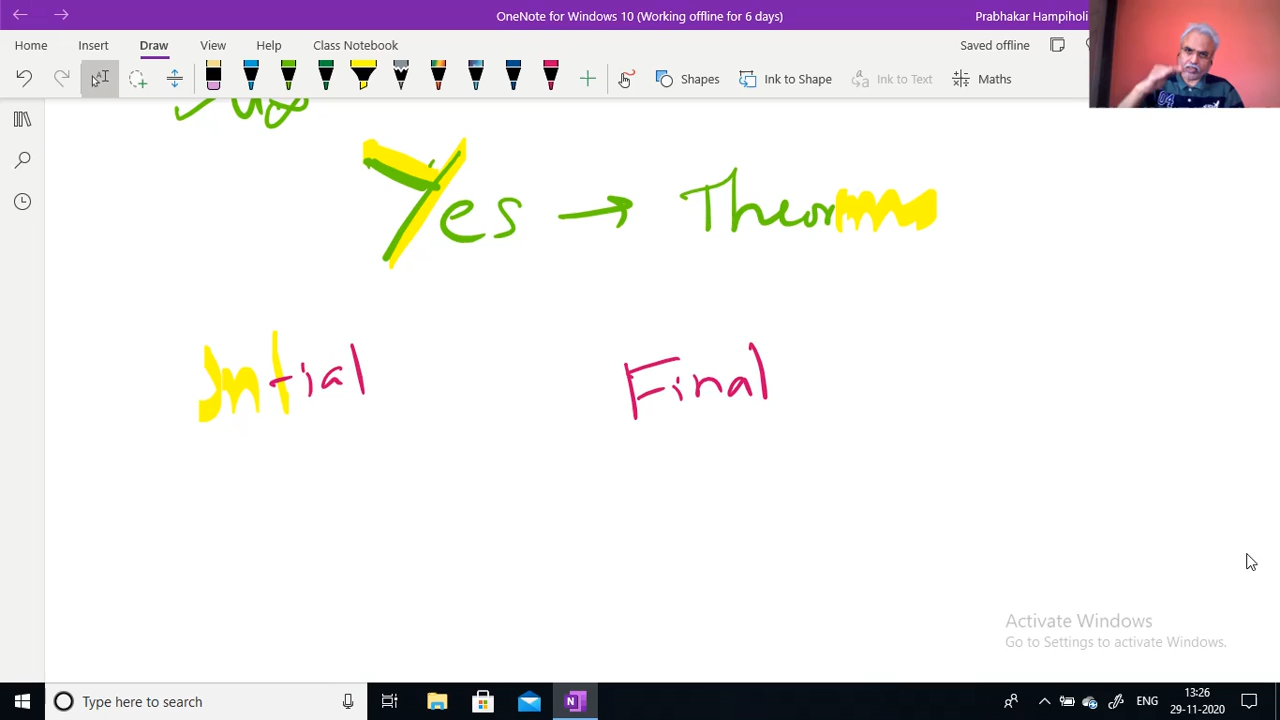 OneNote for Windows 10 (Working offline for 6 days) Prabhakar Hampiholi
Home Insert Draw View Help Class Notebook Saved offline
Shapes Ink to Shape Ink to Text Maths
Yes → Theorms
Intial Final
04
Activate Windows
Go to Settings to activate Windows.
Type here to search N ENG 13:26
29-11-2020